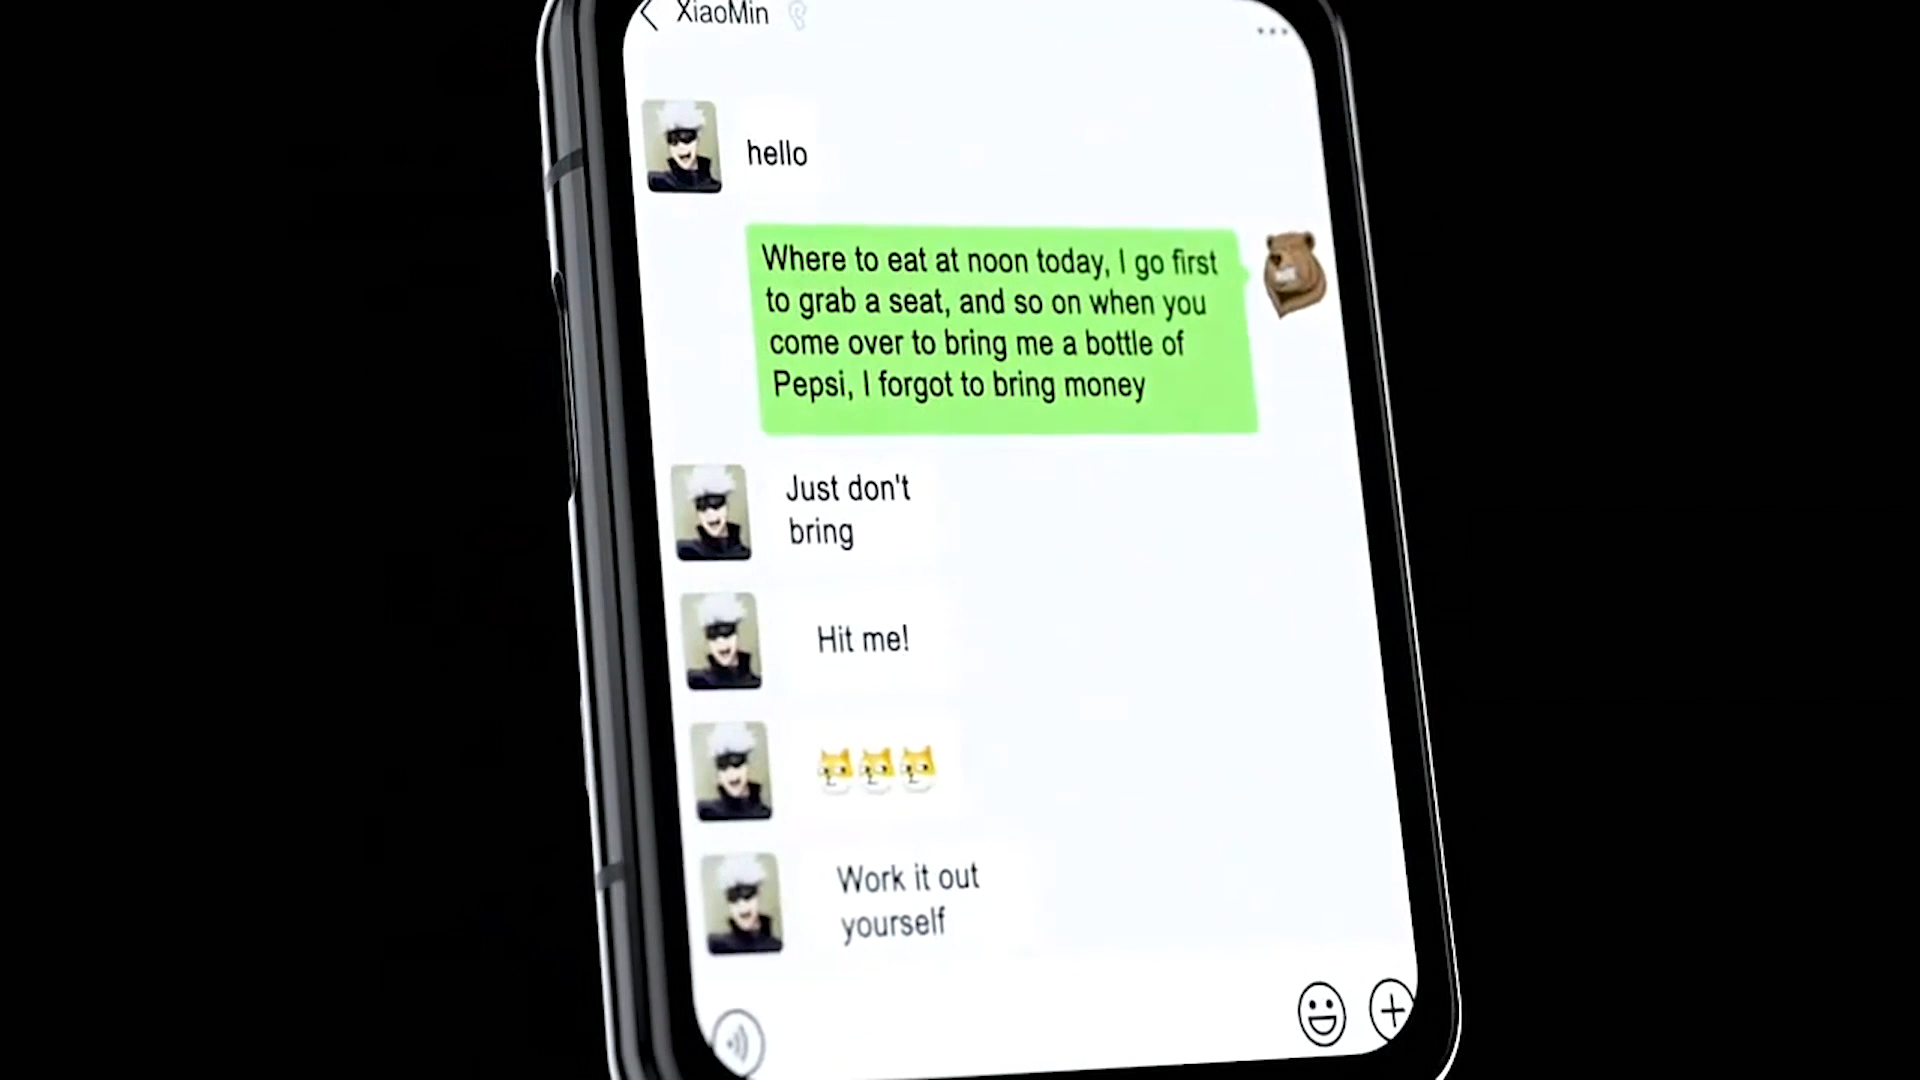 XiaoMin
hello
Where to eat at noon today, I go first
to grab a seat, and so on when you
come over to bring me a bottle of
Pepsi, I forgot to bring money
Just don't
bring
Hit me!
Work it out
yourself